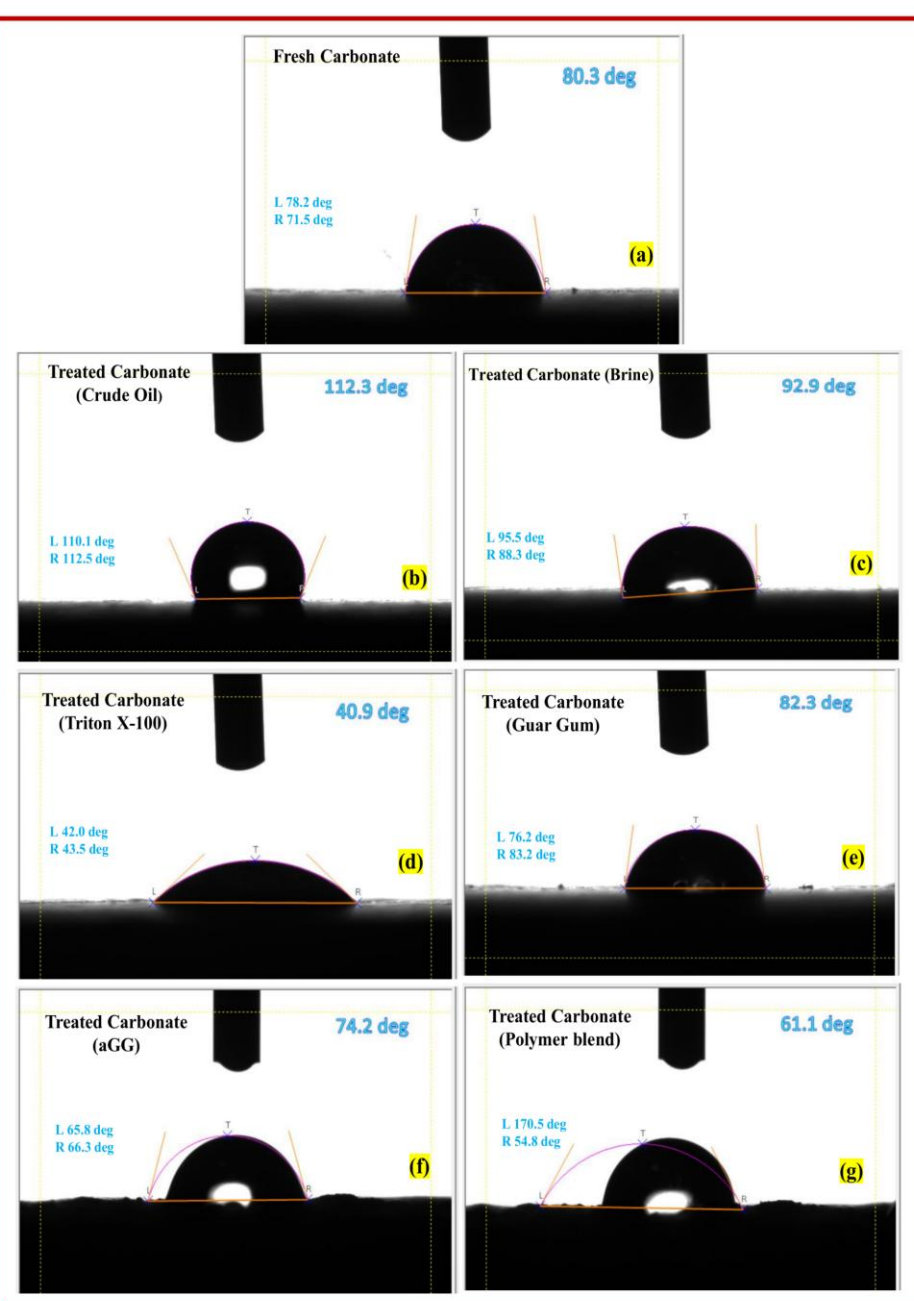 Fresh Carbonate
80.3 deg
L 78.2 deg
R 71.5 deg
T
(a)
L
R
Treated Carbonate
(Crude Oil)
112.3 deg
T
L 110.1 deg
R 112.5 deg
(b)
L
R
Treated Carbonate (Brine)
92.9 deg
T
L 95.5 deg
R 88.3 deg
(c)
L
R
Treated Carbonate
(Triton X-100)
40.9 deg
L 42.0 deg
R 43.5 deg
T
(d)
L
R
Treated Carbonate
(Guar Gum)
82.3 deg
T
L 76.2 deg
R 83.2 deg
(e)
L
R
Treated Carbonate
(aGG)
74.2 deg
L 65.8 deg
R 66.3 deg
T
(f)
L
R
Treated Carbonate
(Polymer blend)
61.1 deg
L 170.5 deg
R 54.8 deg
T
(g)
L
R